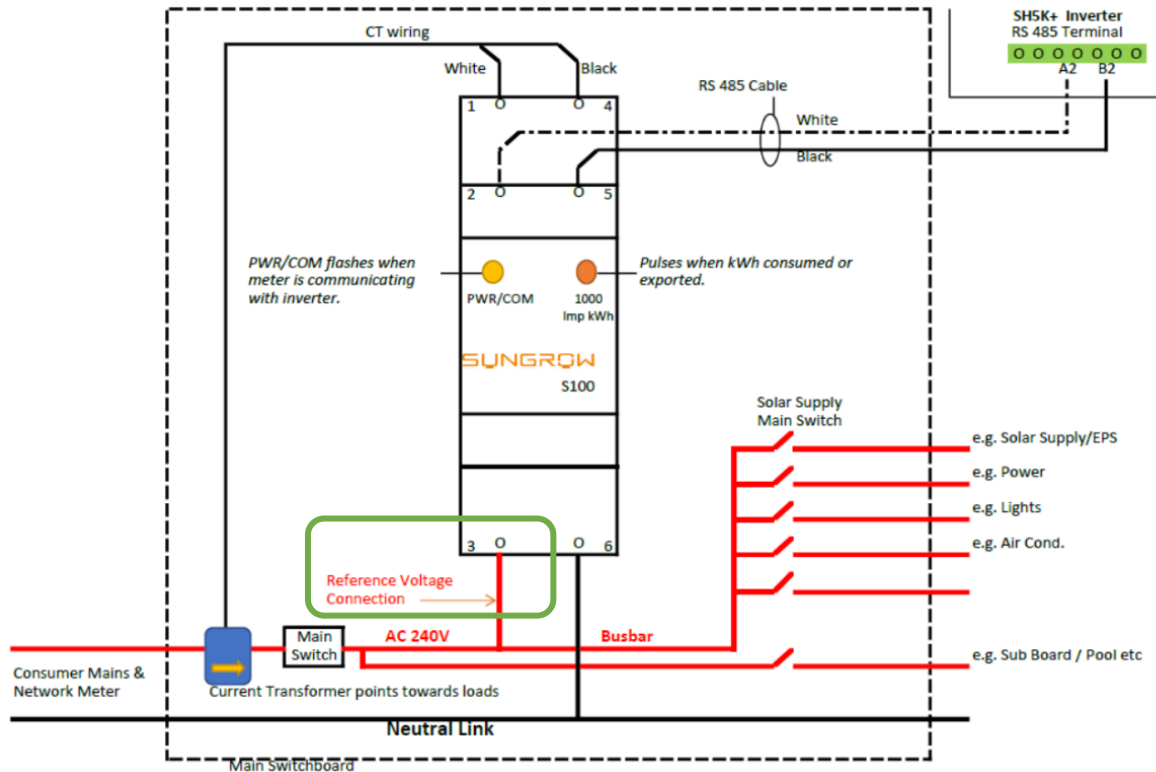 SH5K+ Inverter
RS 485 Terminal
O O O O O O O
A2 B2
CT wiring
White
Black
RS 485 Cable
White
Black
1 O O 4
2 O O 5
PWR/COM flashes when
meter is communicating
with inverter.
Pulses when kWh consumed or
exported.
PWR/COM
1000
Imp kWh
SUNGROW
S100
Solar Supply
Main Switch
e.g. Solar Supply/EPS
e.g. Power
e.g. Lights
e.g. Air Cond.
3 O O 6
Reference Voltage
Connection
Main
Switch
AC 240V
Busbar
e.g. Sub Board / Pool etc
Consumer Mains &
Network Meter
Current Transformer points towards loads
Neutral Link
Main Switchboard